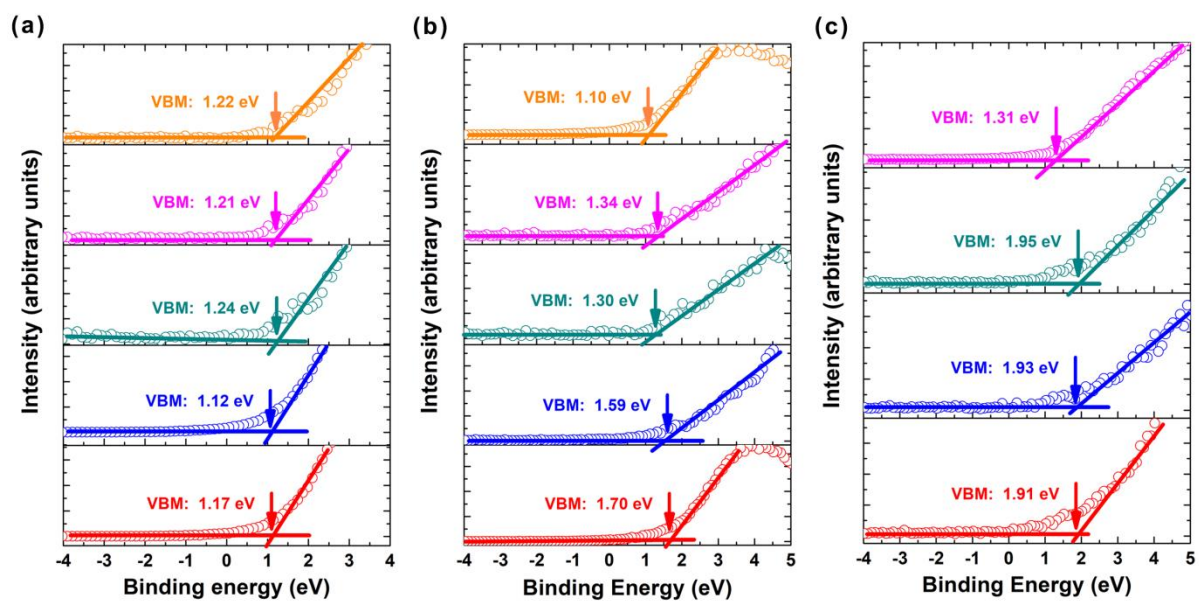 (a)
VBM: 1.22 eV
VBM: 1.21 eV
VBM: 1.24 eV
VBM: 1.12 eV
VBM: 1.17 eV
Intensity (arbitrary units)
-4 -3 -2 -1 0 1 2 3 4
Binding energy (eV)
(b)
VBM: 1.10 eV
VBM: 1.34 eV
VBM: 1.30 eV
VBM: 1.59 eV
VBM: 1.70 eV
Intensity (arbitrary units)
-4 -3 -2 -1 0 1 2 3 4 5
Binding Energy (eV)
(c)
VBM: 1.31 eV
VBM: 1.95 eV
VBM: 1.93 eV
VBM: 1.91 eV
Intensity (arbitrary units)
-4 -3 -2 -1 0 1 2 3 4 5
Binding Energy (eV)